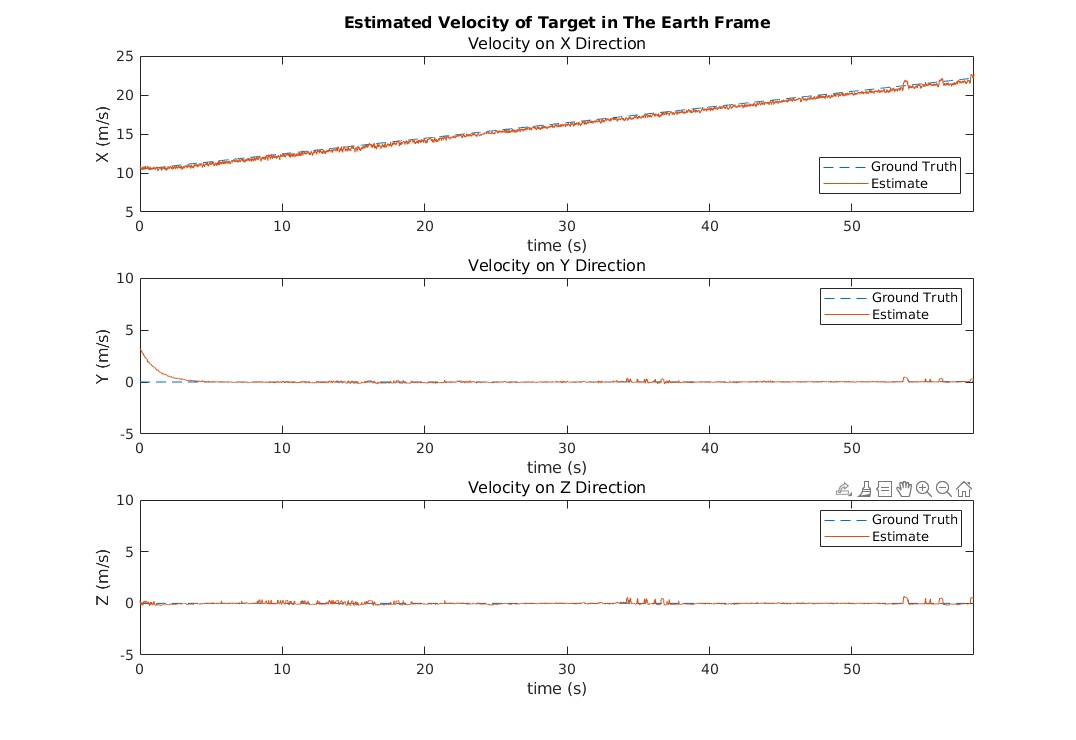 Estimated Velocity of Target in The Earth Frame
Velocity on X Direction
25
20
15
10
5
X (m/s)
Ground Truth
Estimate
0 10 20 30 40 50
time (s)
Velocity on Y Direction
10
5
0
-5
Y (m/s)
Ground Truth
Estimate
0 10 20 30 40 50
time (s)
Velocity on Z Direction
10
5
0
-5
Z (m/s)
Ground Truth
Estimate
0 10 20 30 40 50
time (s)